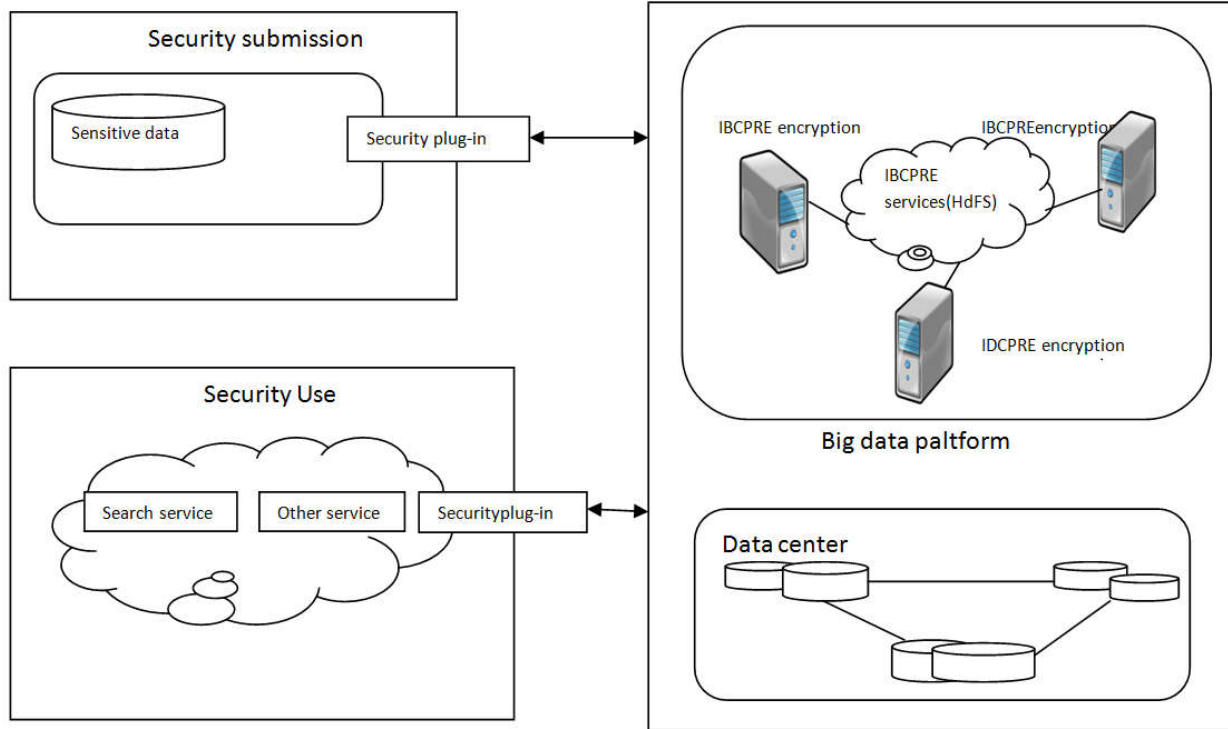 Security submission
Sensitive data
Security plug-in
IBCPRE encryption
IBCPREencryption
IBCPRE
services(HdFS)
IDCPRE encryption
Big data paltform
Security Use
Search service
Other service
Securityplug-in
Data center